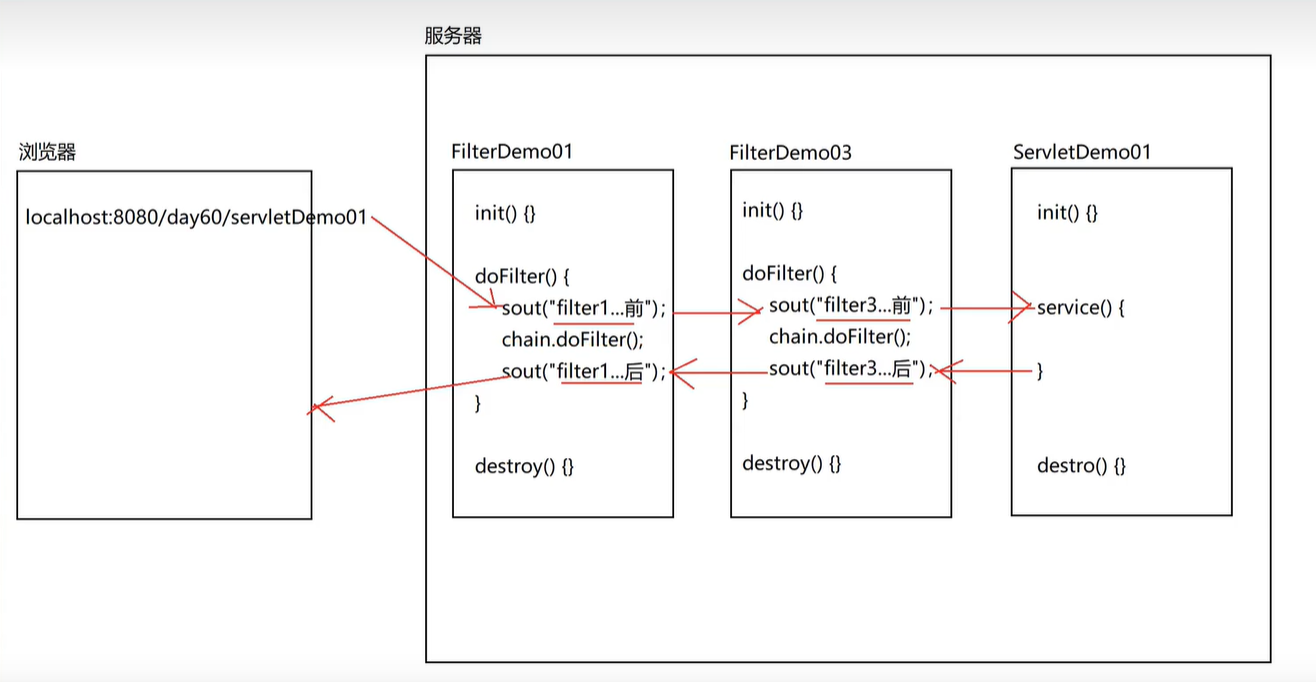 服务器
浏览器
localhost:8080/day60/servletDemo01
FilterDemo01
init() {}
doFilter() {
sout("filter1...前");
chain.doFilter();
sout("filter1...后");
}
destroy() {}
FilterDemo03
init() {}
doFilter() {
sout("filter3...前");
chain.doFilter();
sout("filter3...后");
}
destroy() {}
ServletDemo01
init() {}
service() {
}
destro() {}